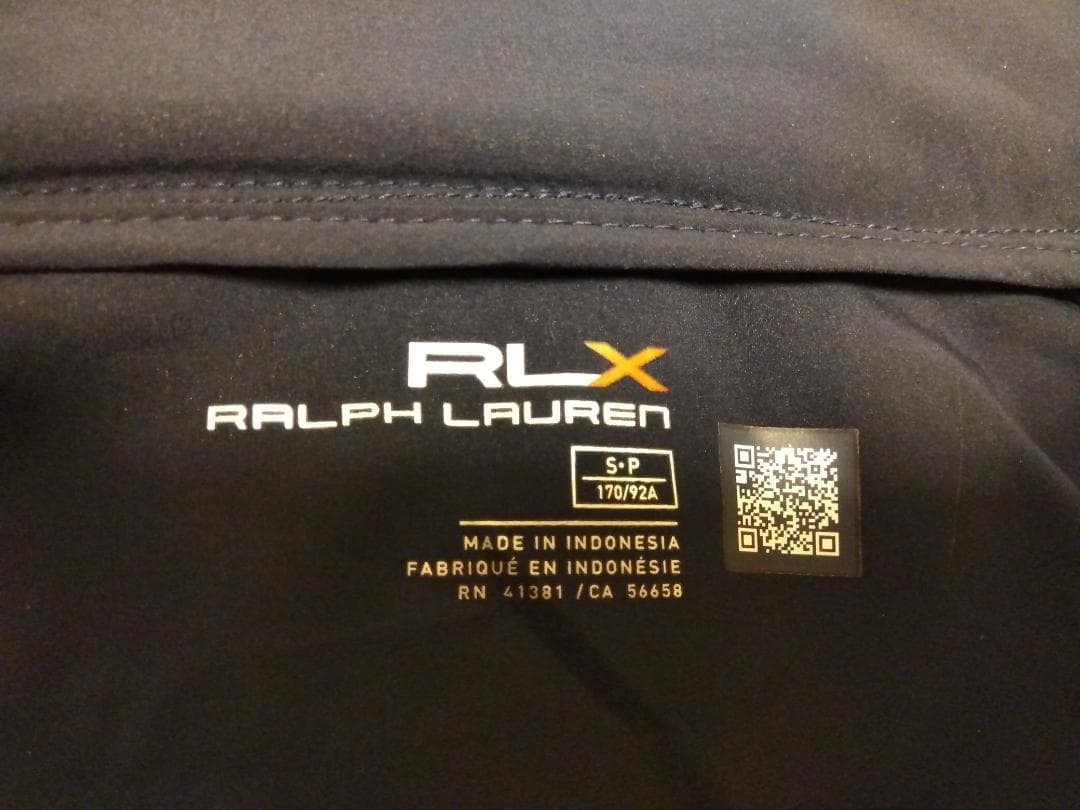 RLX
RALPH LAUREN
S•P
170/92A
MADE IN INDONESIA
FABRIQUÉ EN INDONÉSIE
RN 41381 /CA 56658